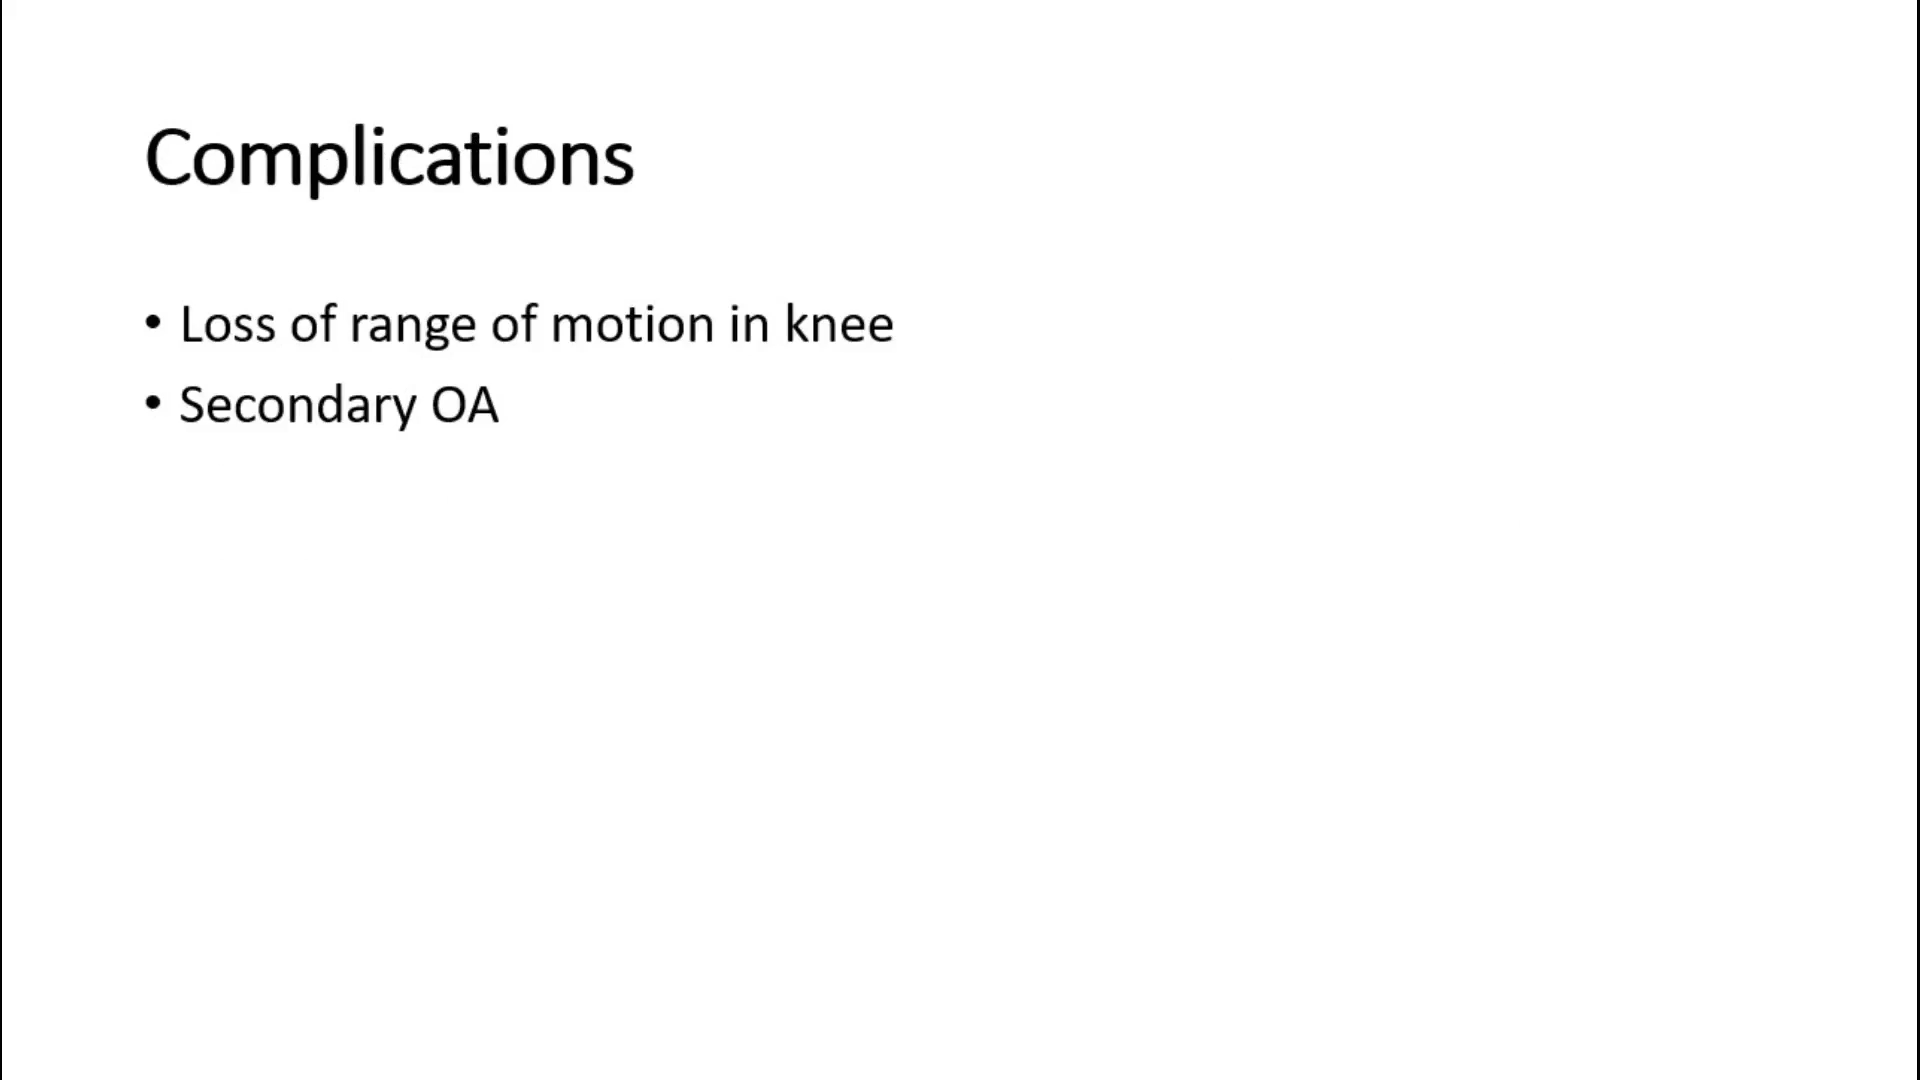 Complications
• Loss of range of motion in knee
• Secondary OA